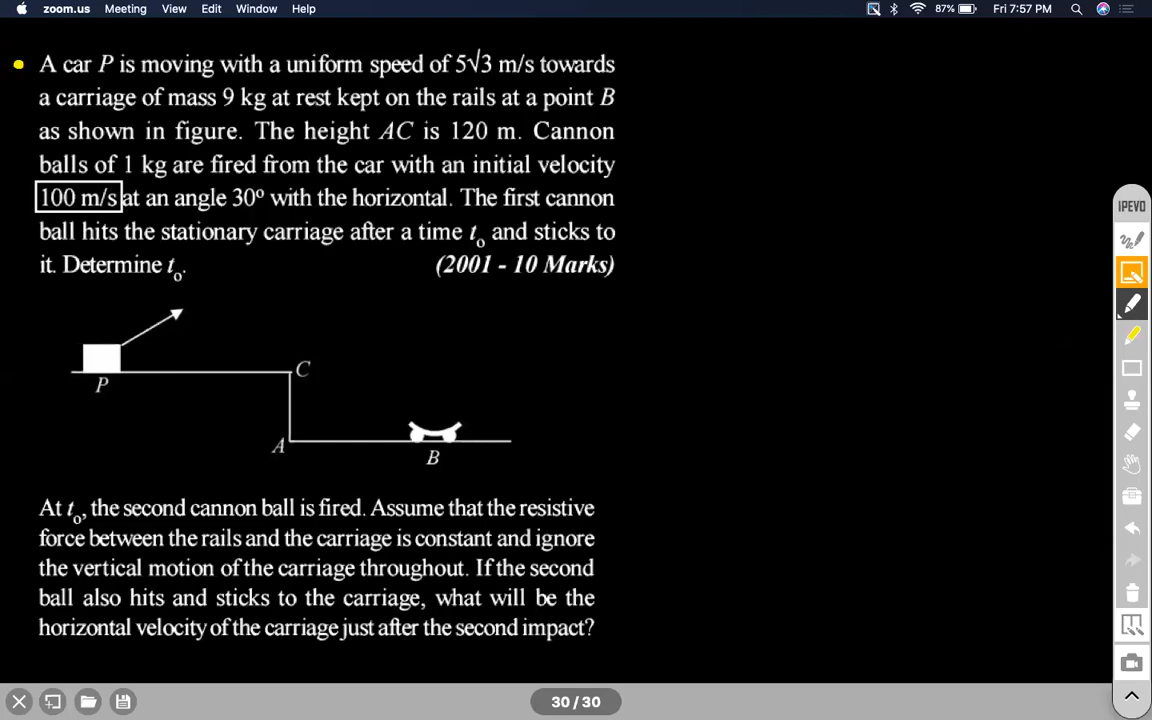 zoom.us Meeting View Edit Window Help 87% Fri 7:57 PM
A car P is moving with a uniform speed of 5√3 m/s towards
a carriage of mass 9 kg at rest kept on the rails at a point B
as shown in figure. The height AC is 120 m. Cannon
balls of 1 kg are fired from the car with an initial velocity
100 m/s at an angle 30º with the horizontal. The first cannon
ball hits the stationary carriage after a time to and sticks to
it. Determine to. (2001 - 10 Marks)
IPEVO
P
C
A
B
At to, the second cannon ball is fired. Assume that the resistive
force between the rails and the carriage is constant and ignore
the vertical motion of the carriage throughout. If the second
ball also hits and sticks to the carriage, what will be the
horizontal velocity of the carriage just after the second impact?
30 / 30